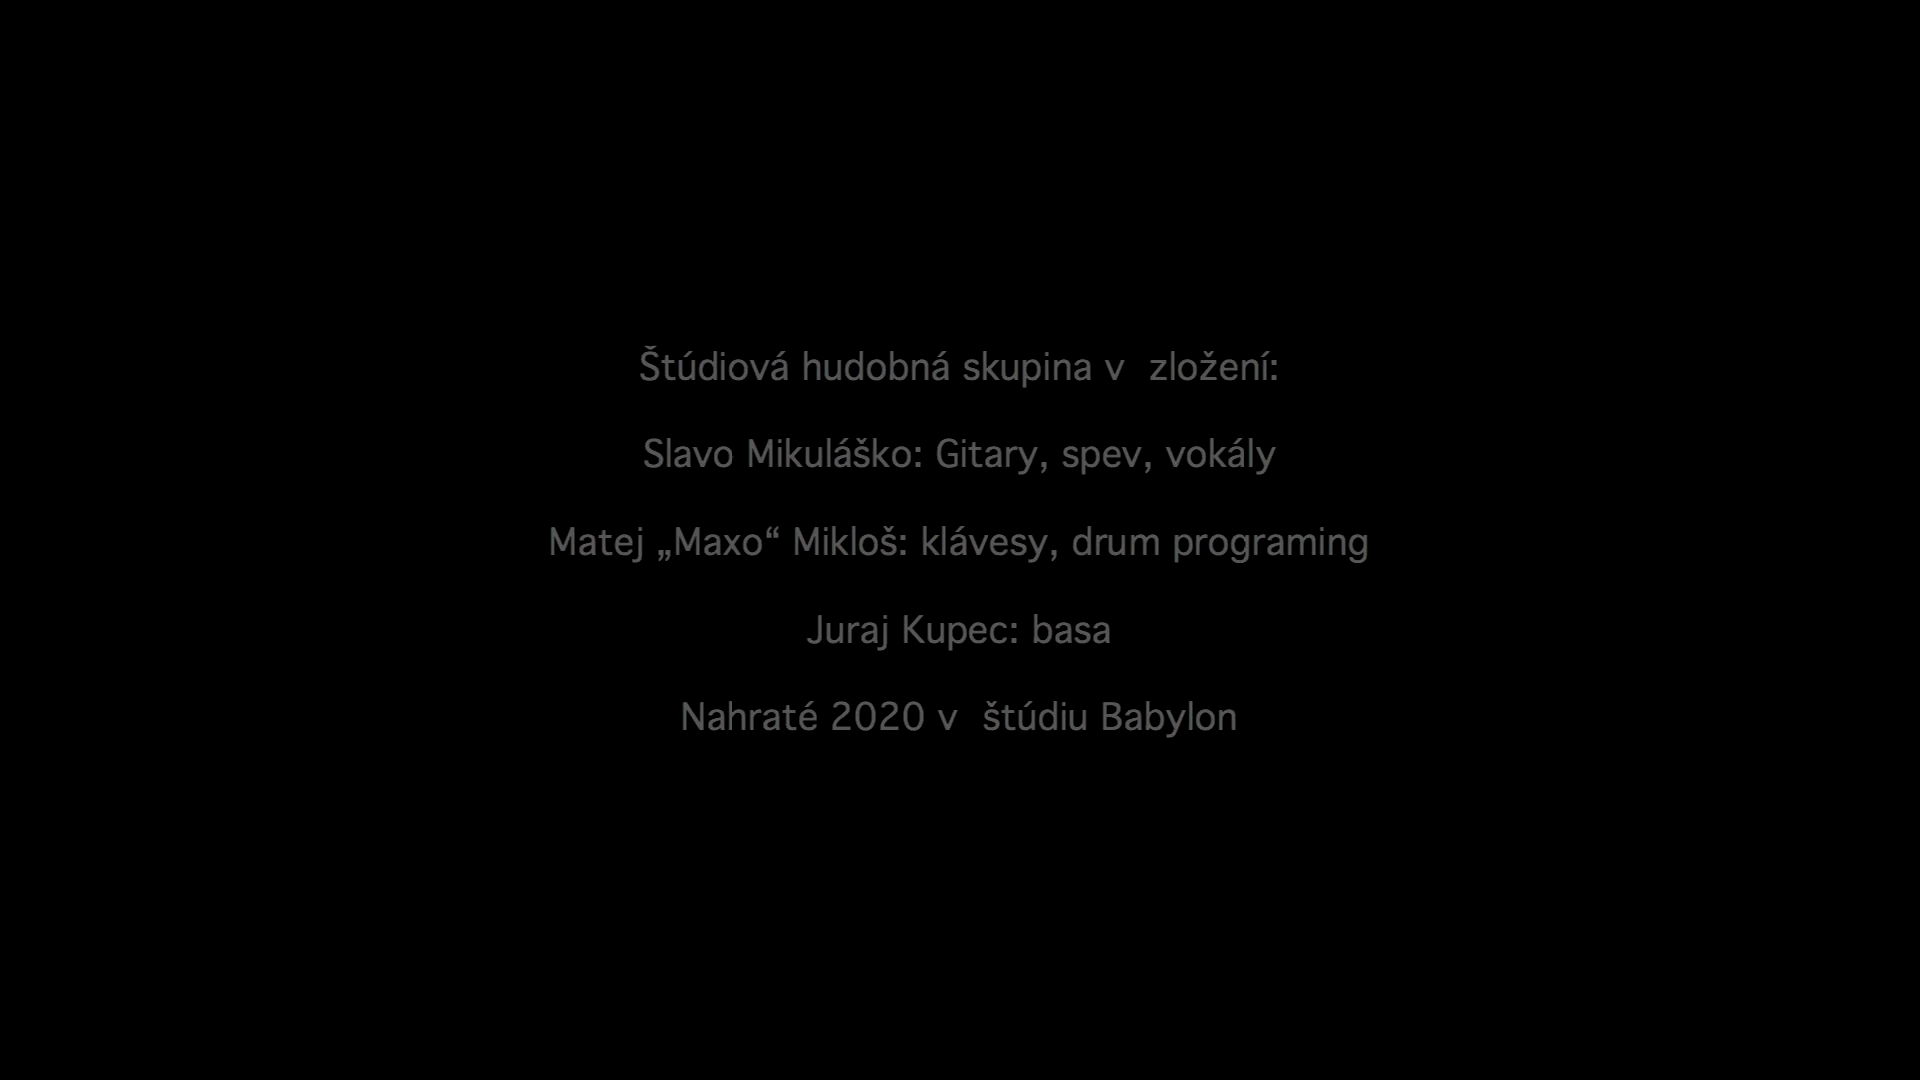 Štúdiová hudobná skupina v  zložení:
Slavo Mikuláško: Gitary, spev, vokály
Matej „Maxo“ Mikloš: klávesy, drum programing
Juraj Kupec: basa
Nahraté 2020 v  štúdiu Babylon